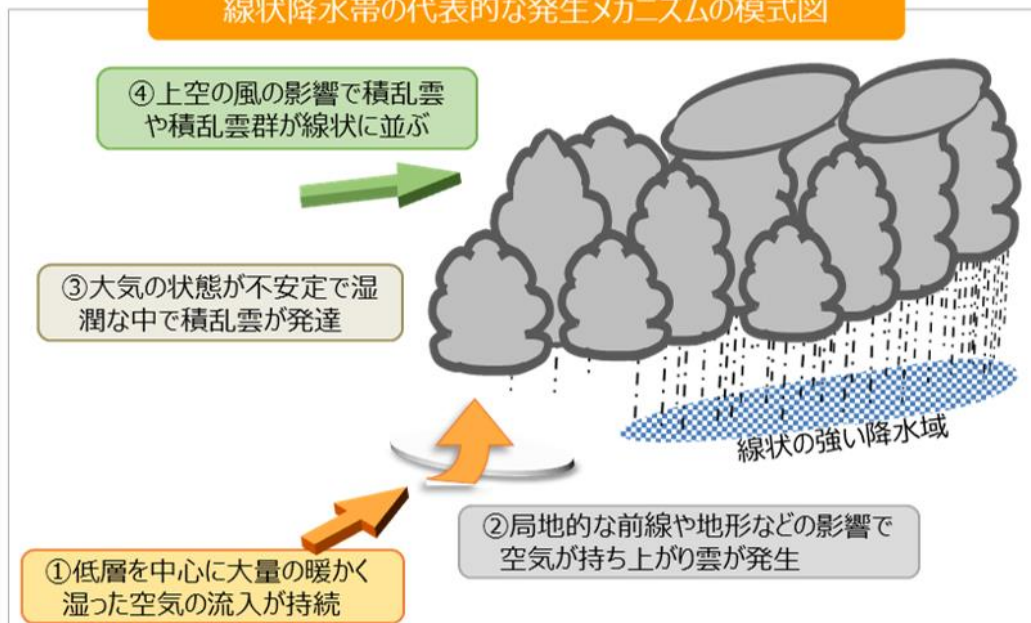 線状降水帯の代表的な発生メカニズムの模式図
④上空の風の影響で積乱雲
や積乱雲群が線状に並ぶ
③大気の状態が不安定で湿
潤な中で積乱雲が発達
線状の強い降水域
②局地的な前線や地形などの影響で
空気が持ち上がり雲が発生
①低層を中心に大量の暖かく
湿った空気の流入が持続